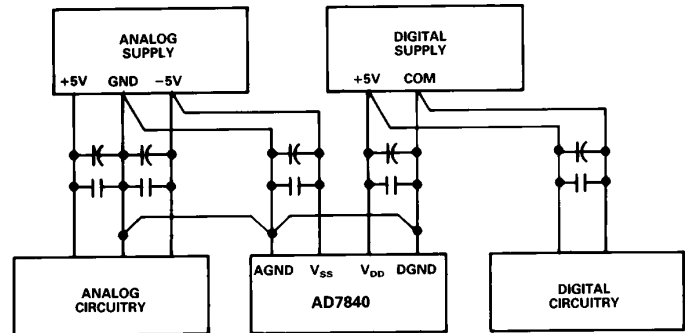 ANALOG
SUPPLY
+5V GND −5V
DIGITAL
SUPPLY
+5V COM
ANALOG
CIRCUITRY
AGND VSS VDD DGND
AD7840
DIGITAL
CIRCUITRY